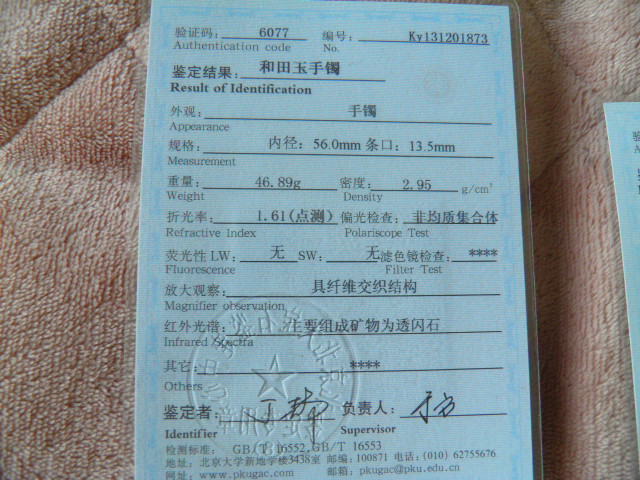 验证码: 6077 编号: Ky131201873
Authentication code No.
鉴定结果: 和田玉手镯
Result of Identification
外观: 手镯
Appearance
规格: 内径: 56.0mm 条口: 13.5mm
Measurement
重量: 46.89g 密度: 2.95 g/cm³
Weight Density
折光率: 1.61(点测) 偏光检查: 非均质集合体
Refractive Index Polariscope Test
荧光性 LW: 无 SW: 无 滤色镜检查: ****
Fluorescence Filter Test
放大观察: 具纤维交织结构
Magnifier observation
红外光谱: 主要组成矿物为透闪石
Infrared Spectra
其它: ****
Others
鉴定者: 负责人:
Identifier Supervisor
检测标准: GB/T 16552,GB/T 16553
地址: 北京大学新地学楼3438室 邮编: 100871 电话: (010) 62755676
网址: www.pkugac.com 邮箱: pkugac@pku.edu.cn